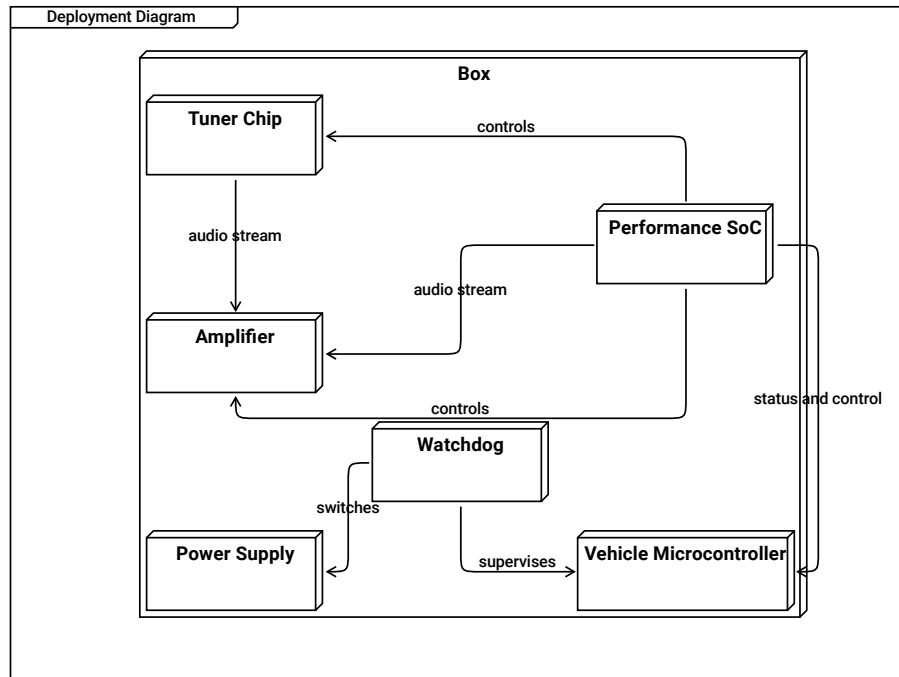 Deployment Diagram
Box
Tuner Chip
controls
audio stream
Performance SoC
audio stream
Amplifier
controls
status and control
Watchdog
switches
Power Supply
supervises
Vehicle Microcontroller